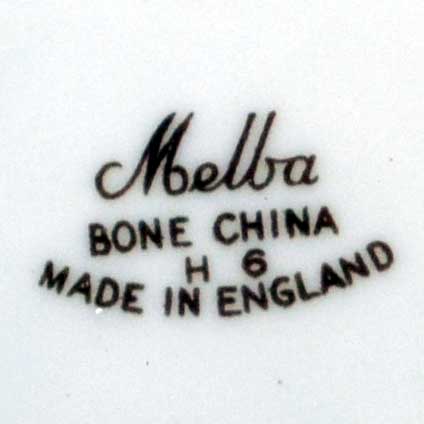 Melba
BONE CHINA
H 6
MADE IN ENGLAND